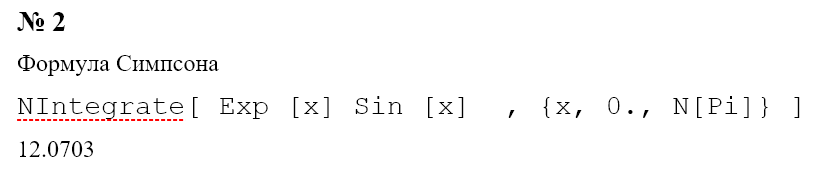 № 2
Формула Симпсона
NIntegrate[ Exp [x] Sin [x]  , {x, 0., N[Pi]} ]
12.0703